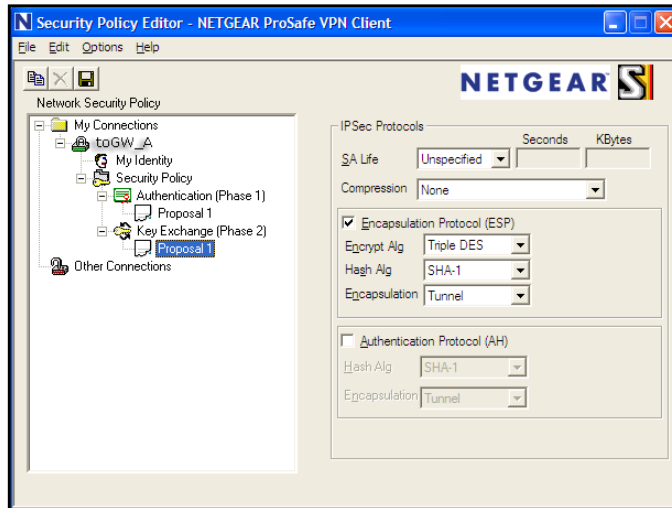 N Security Policy Editor - NETGEAR ProSafe VPN Client
File Edit Options Help
NETGEAR S
Network Security Policy
My Connections
toGW_A
My Identity
Security Policy
Authentication (Phase 1)
Proposal 1
Key Exchange (Phase 2)
Proposal 1
Other Connections
IPSec Protocols
Seconds KBytes
SA Life Unspecified
Compression None
Encapsulation Protocol (ESP)
Encrypt Alg Triple DES
Hash Alg SHA-1
Encapsulation Tunnel
Authentication Protocol (AH)
Hash Alg SHA-1
Encapsulation Tunnel